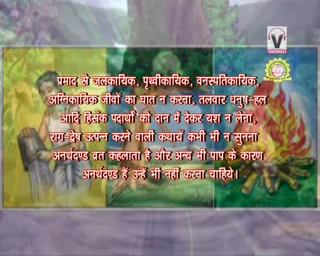 प्रमाद से जलकायिक, पृथ्वीकायिक, वनस्पतिकायिक,
अग्निकायिक जीवों का घात न करना, तलवार धनुष-हल
आदि हिंसक पदार्थो को दान में देकर यश न लेना,
राग-द्वेष उत्पन्न करने वाली कथायें कभी भी न सुनना
अनर्थदण्ड व्रत कहलाता है और अन्य भी पाप के कारण
अनर्थदण्ड हैं उन्हें भी नहीं करना चाहिये।
V